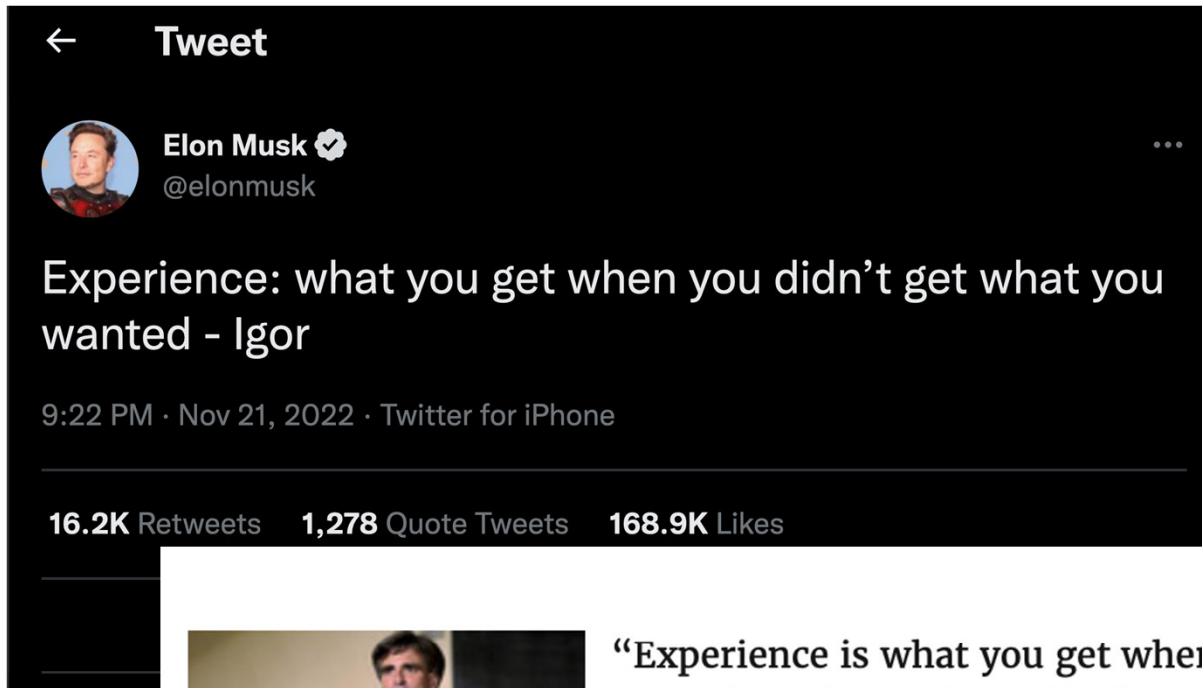 Tweet
Elon Musk
@elonmusk
Experience: what you get when you didn’t get what you
wanted - Igor
9:22 PM · Nov 21, 2022 · Twitter for iPhone
16.2K Retweets 1,278 Quote Tweets 168.9K Likes
“Experience is what you get when